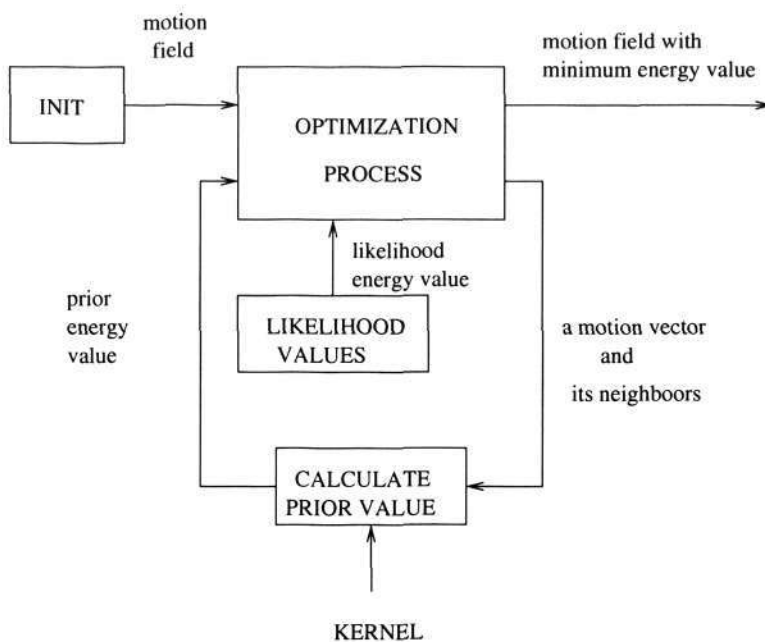 motion
field
motion field with
minimum energy value
INIT
OPTIMIZATION
PROCESS
likelihood
energy value
prior
energy
value
LIKELIHOOD
VALUES
a motion vector
and
its neighboors
CALCULATE
PRIOR VALUE
KERNEL